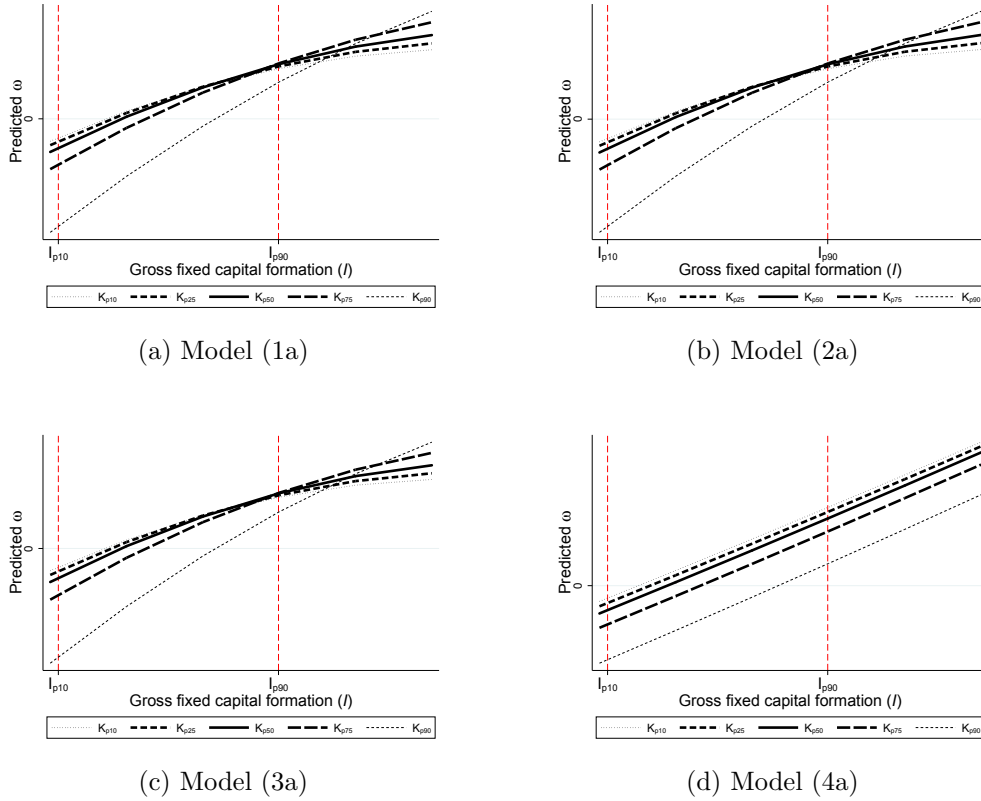 Predicted ω
0
I_p10 I_p90
Gross fixed capital formation (I)
K_p10 K_p25 K_p50 K_p75 K_p90
(a) Model (1a)
Predicted ω
0
I_p10 I_p90
Gross fixed capital formation (I)
K_p10 K_p25 K_p50 K_p75 K_p90
(b) Model (2a)
Predicted ω
0
I_p10 I_p90
Gross fixed capital formation (I)
K_p10 K_p25 K_p50 K_p75 K_p90
(c) Model (3a)
Predicted ω
0
I_p10 I_p90
Gross fixed capital formation (I)
K_p10 K_p25 K_p50 K_p75 K_p90
(d) Model (4a)